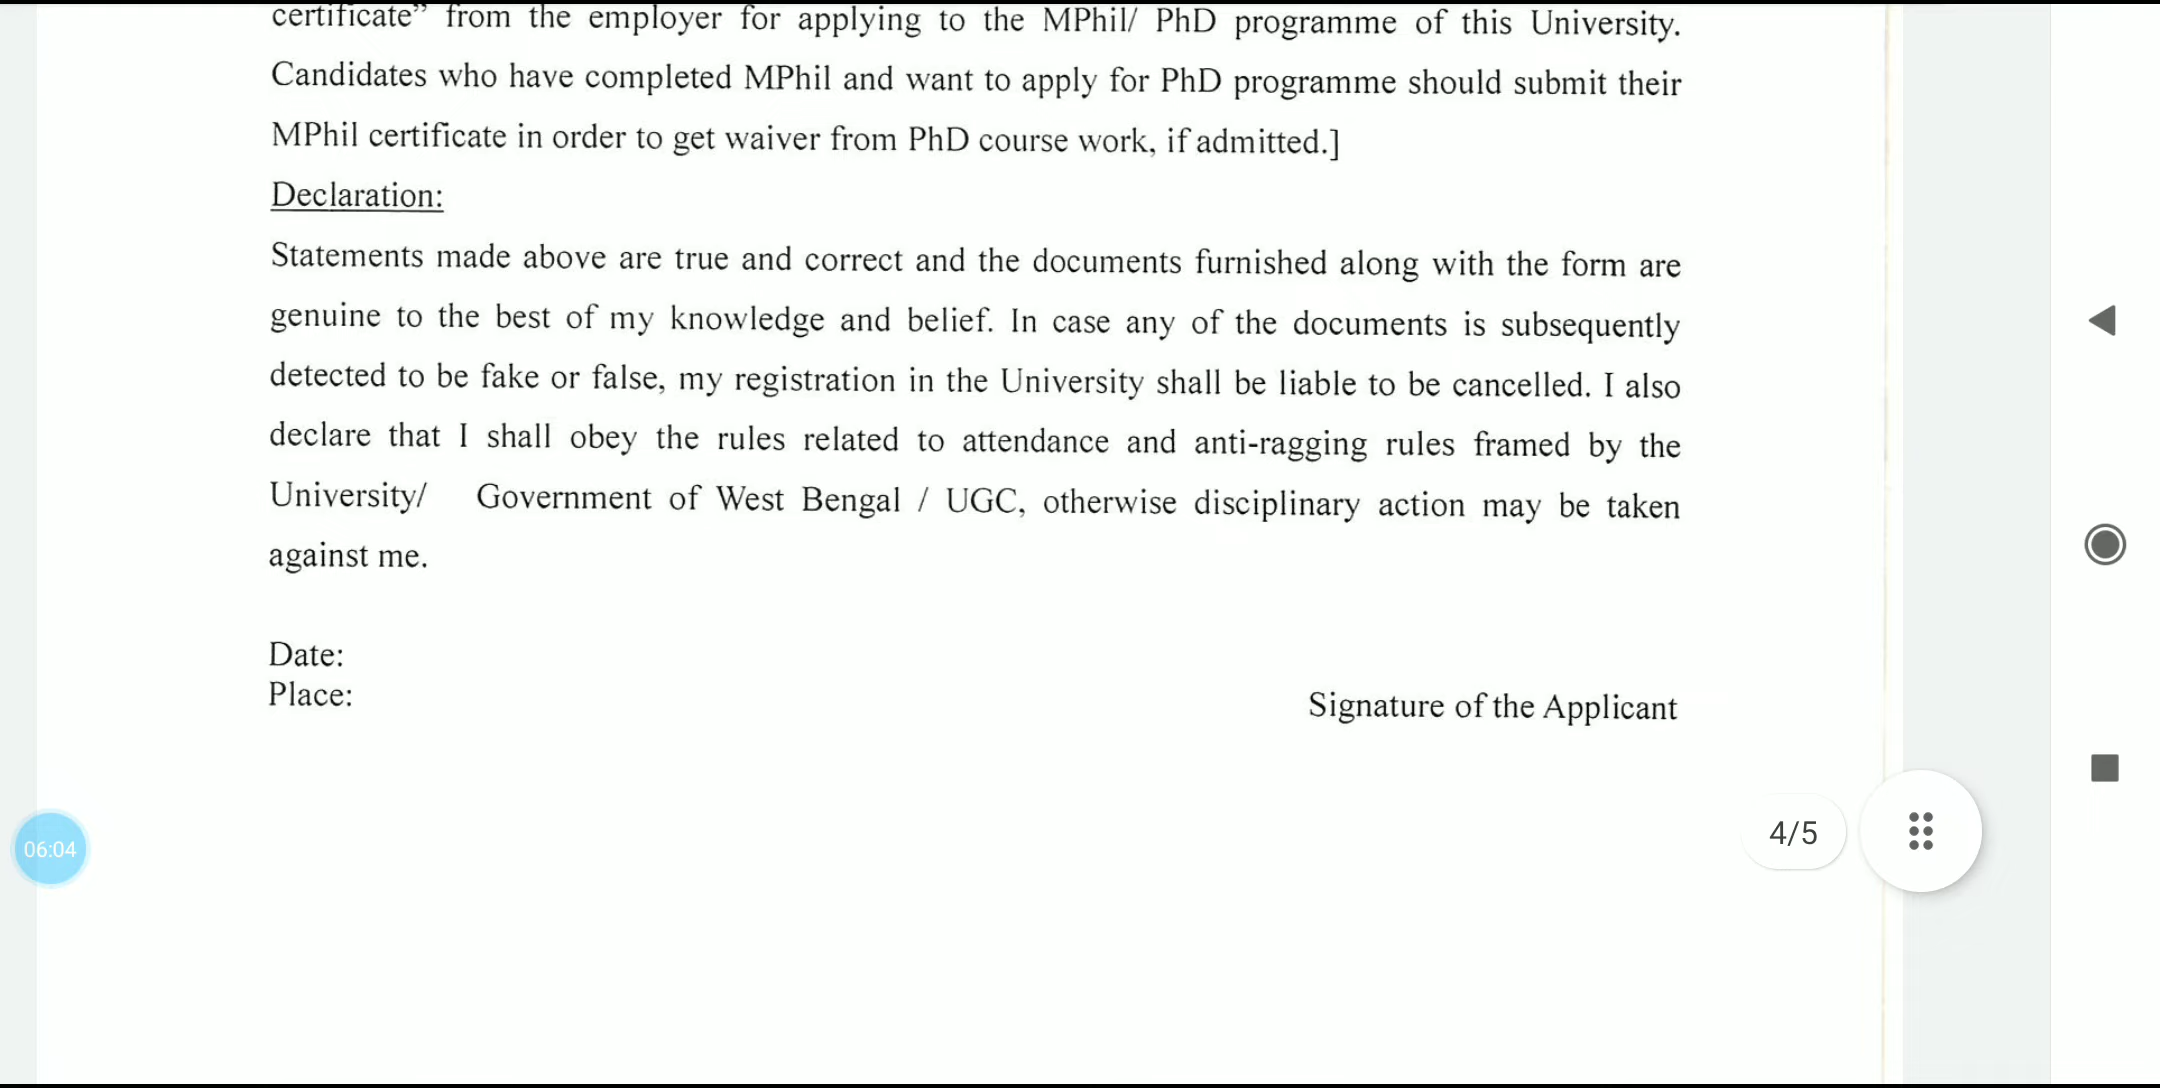 certificate” from the employer for applying to the MPhil/ PhD programme of this University.
Candidates who have completed MPhil and want to apply for PhD programme should submit their
MPhil certificate in order to get waiver from PhD course work, if admitted.]
Declaration:
Statements made above are true and correct and the documents furnished along with the form are
genuine to the best of my knowledge and belief. In case any of the documents is subsequently
detected to be fake or false, my registration in the University shall be liable to be cancelled. I also
declare that I shall obey the rules related to attendance and anti-ragging rules framed by the
University/ Government of West Bengal / UGC, otherwise disciplinary action may be taken
against me.
Date:
Place:
Signature of the Applicant
4/5
06:04